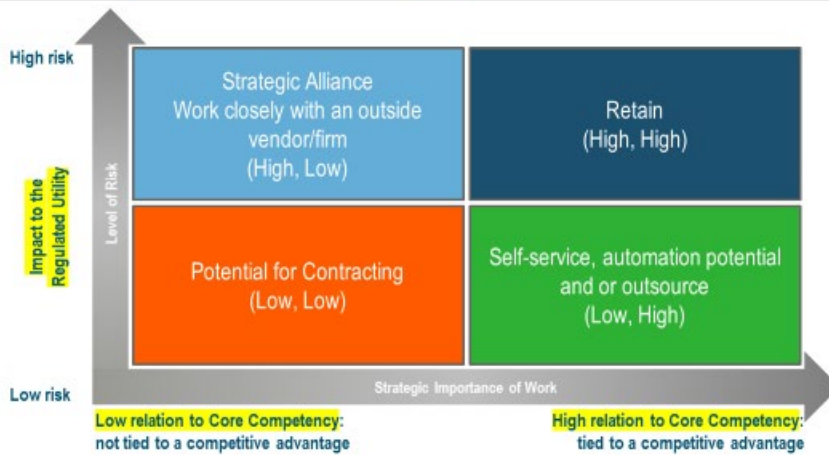 High risk
Strategic Alliance
Work closely with an outside
vendor/firm
(High, Low)
Retain
(High, High)
Impact to the
Regulated Utility
Level of Risk
Potential for Contracting
(Low, Low)
Self-service, automation potential
and or outsource
(Low, High)
Low risk
Strategic Importance of Work
Low relation to Core Competency:
not tied to a competitive advantage
High relation to Core Competency:
tied to a competitive advantage